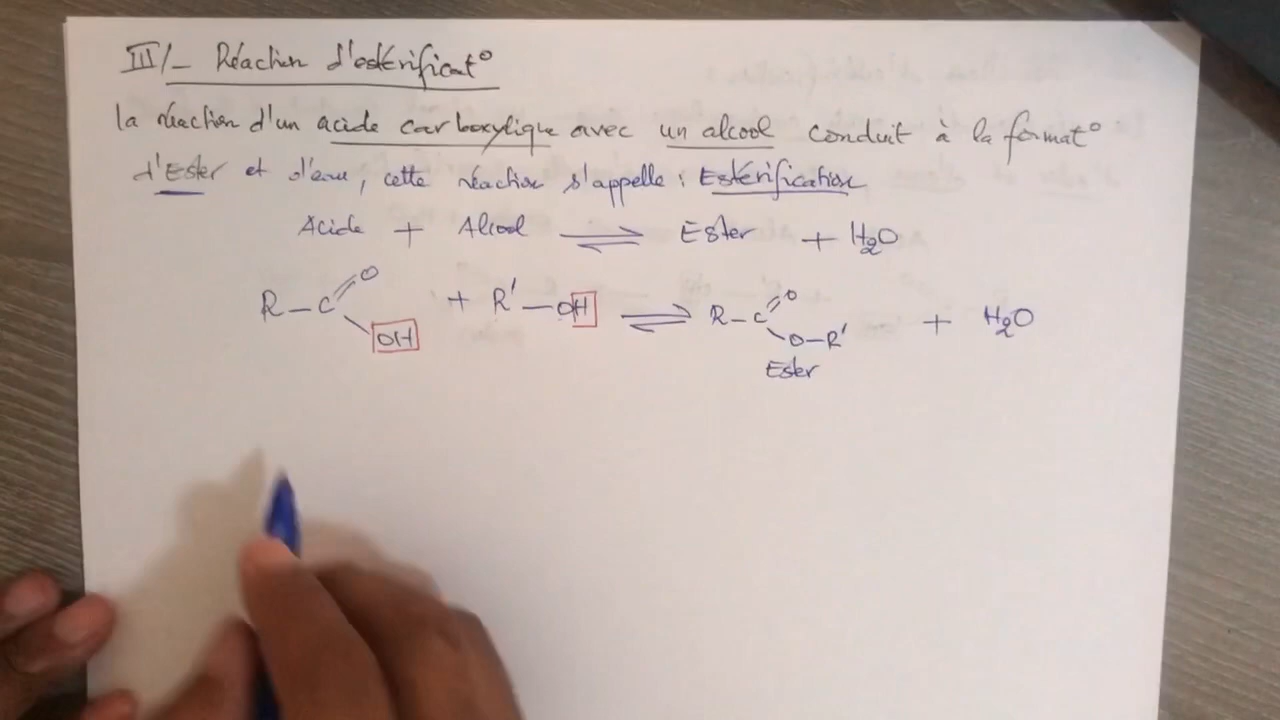 III/- Réaction d'estérificat°
la réaction d'un acide carboxylique avec un alcool conduit à la format°
d'Ester et d'eau, cette réaction s'appelle : Estérification
Acide + Alcool ⇌ Ester + H₂O
R-C(=O)-OH + R'-OH ⇌ R-C(=O)-O-R' + H₂O
Ester